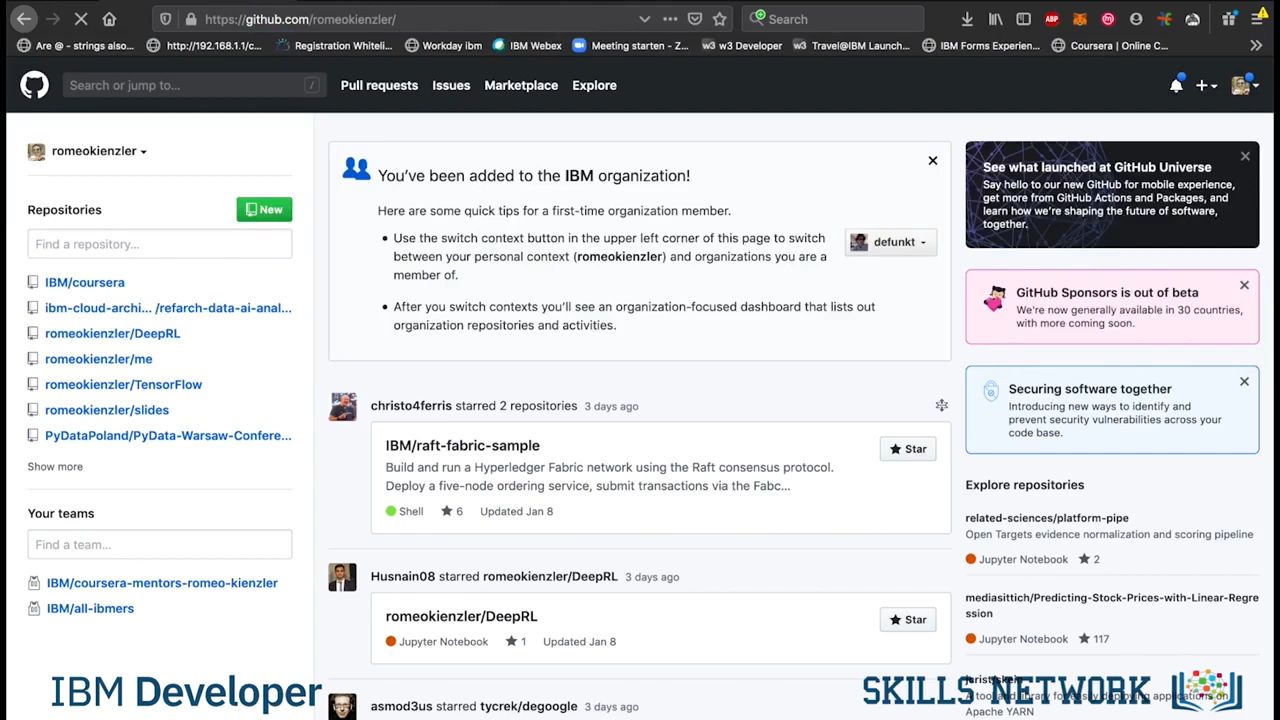 https://github.com/romeokienzler/
Search
ABP
Are @ - strings also...
http://192.168.1.1/c...
Registration Whiteli...
Workday ibm
IBM Webex
Meeting starten - Z...
w3 w3 Developer
w3 Travel@IBM Launch...
IBM Forms Experien...
Coursera | Online C...
Search or jump to...
/
Pull requests
Issues
Marketplace
Explore
romeokienzler
Repositories
New
Find a repository...
IBM/coursera
ibm-cloud-archi... /refarch-data-ai-anal...
romeokienzler/DeepRL
romeokienzler/me
romeokienzler/TensorFlow
romeokienzler/slides
PyDataPoland/PyData-Warsaw-Confere...
Show more
Your teams
Find a team...
IBM/coursera-mentors-romeo-kienzler
IBM/all-ibmers
You've been added to the IBM organization!
Here are some quick tips for a first-time organization member.
Use the switch context button in the upper left corner of this page to switch
between your personal context (romeokienzler) and organizations you are a
member of.
defunkt
After you switch contexts you'll see an organization-focused dashboard that lists out
organization repositories and activities.
christo4ferris starred 2 repositories 3 days ago
IBM/raft-fabric-sample
Star
Build and run a Hyperledger Fabric network using the Raft consensus protocol.
Deploy a five-node ordering service, submit transactions via the Fabc...
Shell 6 Updated Jan 8
Husnain08 starred romeokienzler/DeepRL 3 days ago
romeokienzler/DeepRL
Star
Jupyter Notebook 1 Updated Jan 8
asmod3us starred tycrek/degoogle 3 days ago
See what launched at GitHub Universe
Say hello to our new GitHub for mobile experience,
get more from GitHub Actions and Packages, and
learn how we're shaping the future of software,
together.
GitHub Sponsors is out of beta
We're now generally available in 30 countries,
with more coming soon.
Securing software together
Introducing new ways to identify and
prevent security vulnerabilities across your
code base.
Explore repositories
related-sciences/platform-pipe
Open Targets evidence normalization and scoring pipeline
Jupyter Notebook 2
mediasittich/Predicting-Stock-Prices-with-Linear-Regre
ssion
Jupyter Notebook 117
A tool and library for easily deploying applications on
Apache YARN
IBM Developer
SKILLS NETWORK